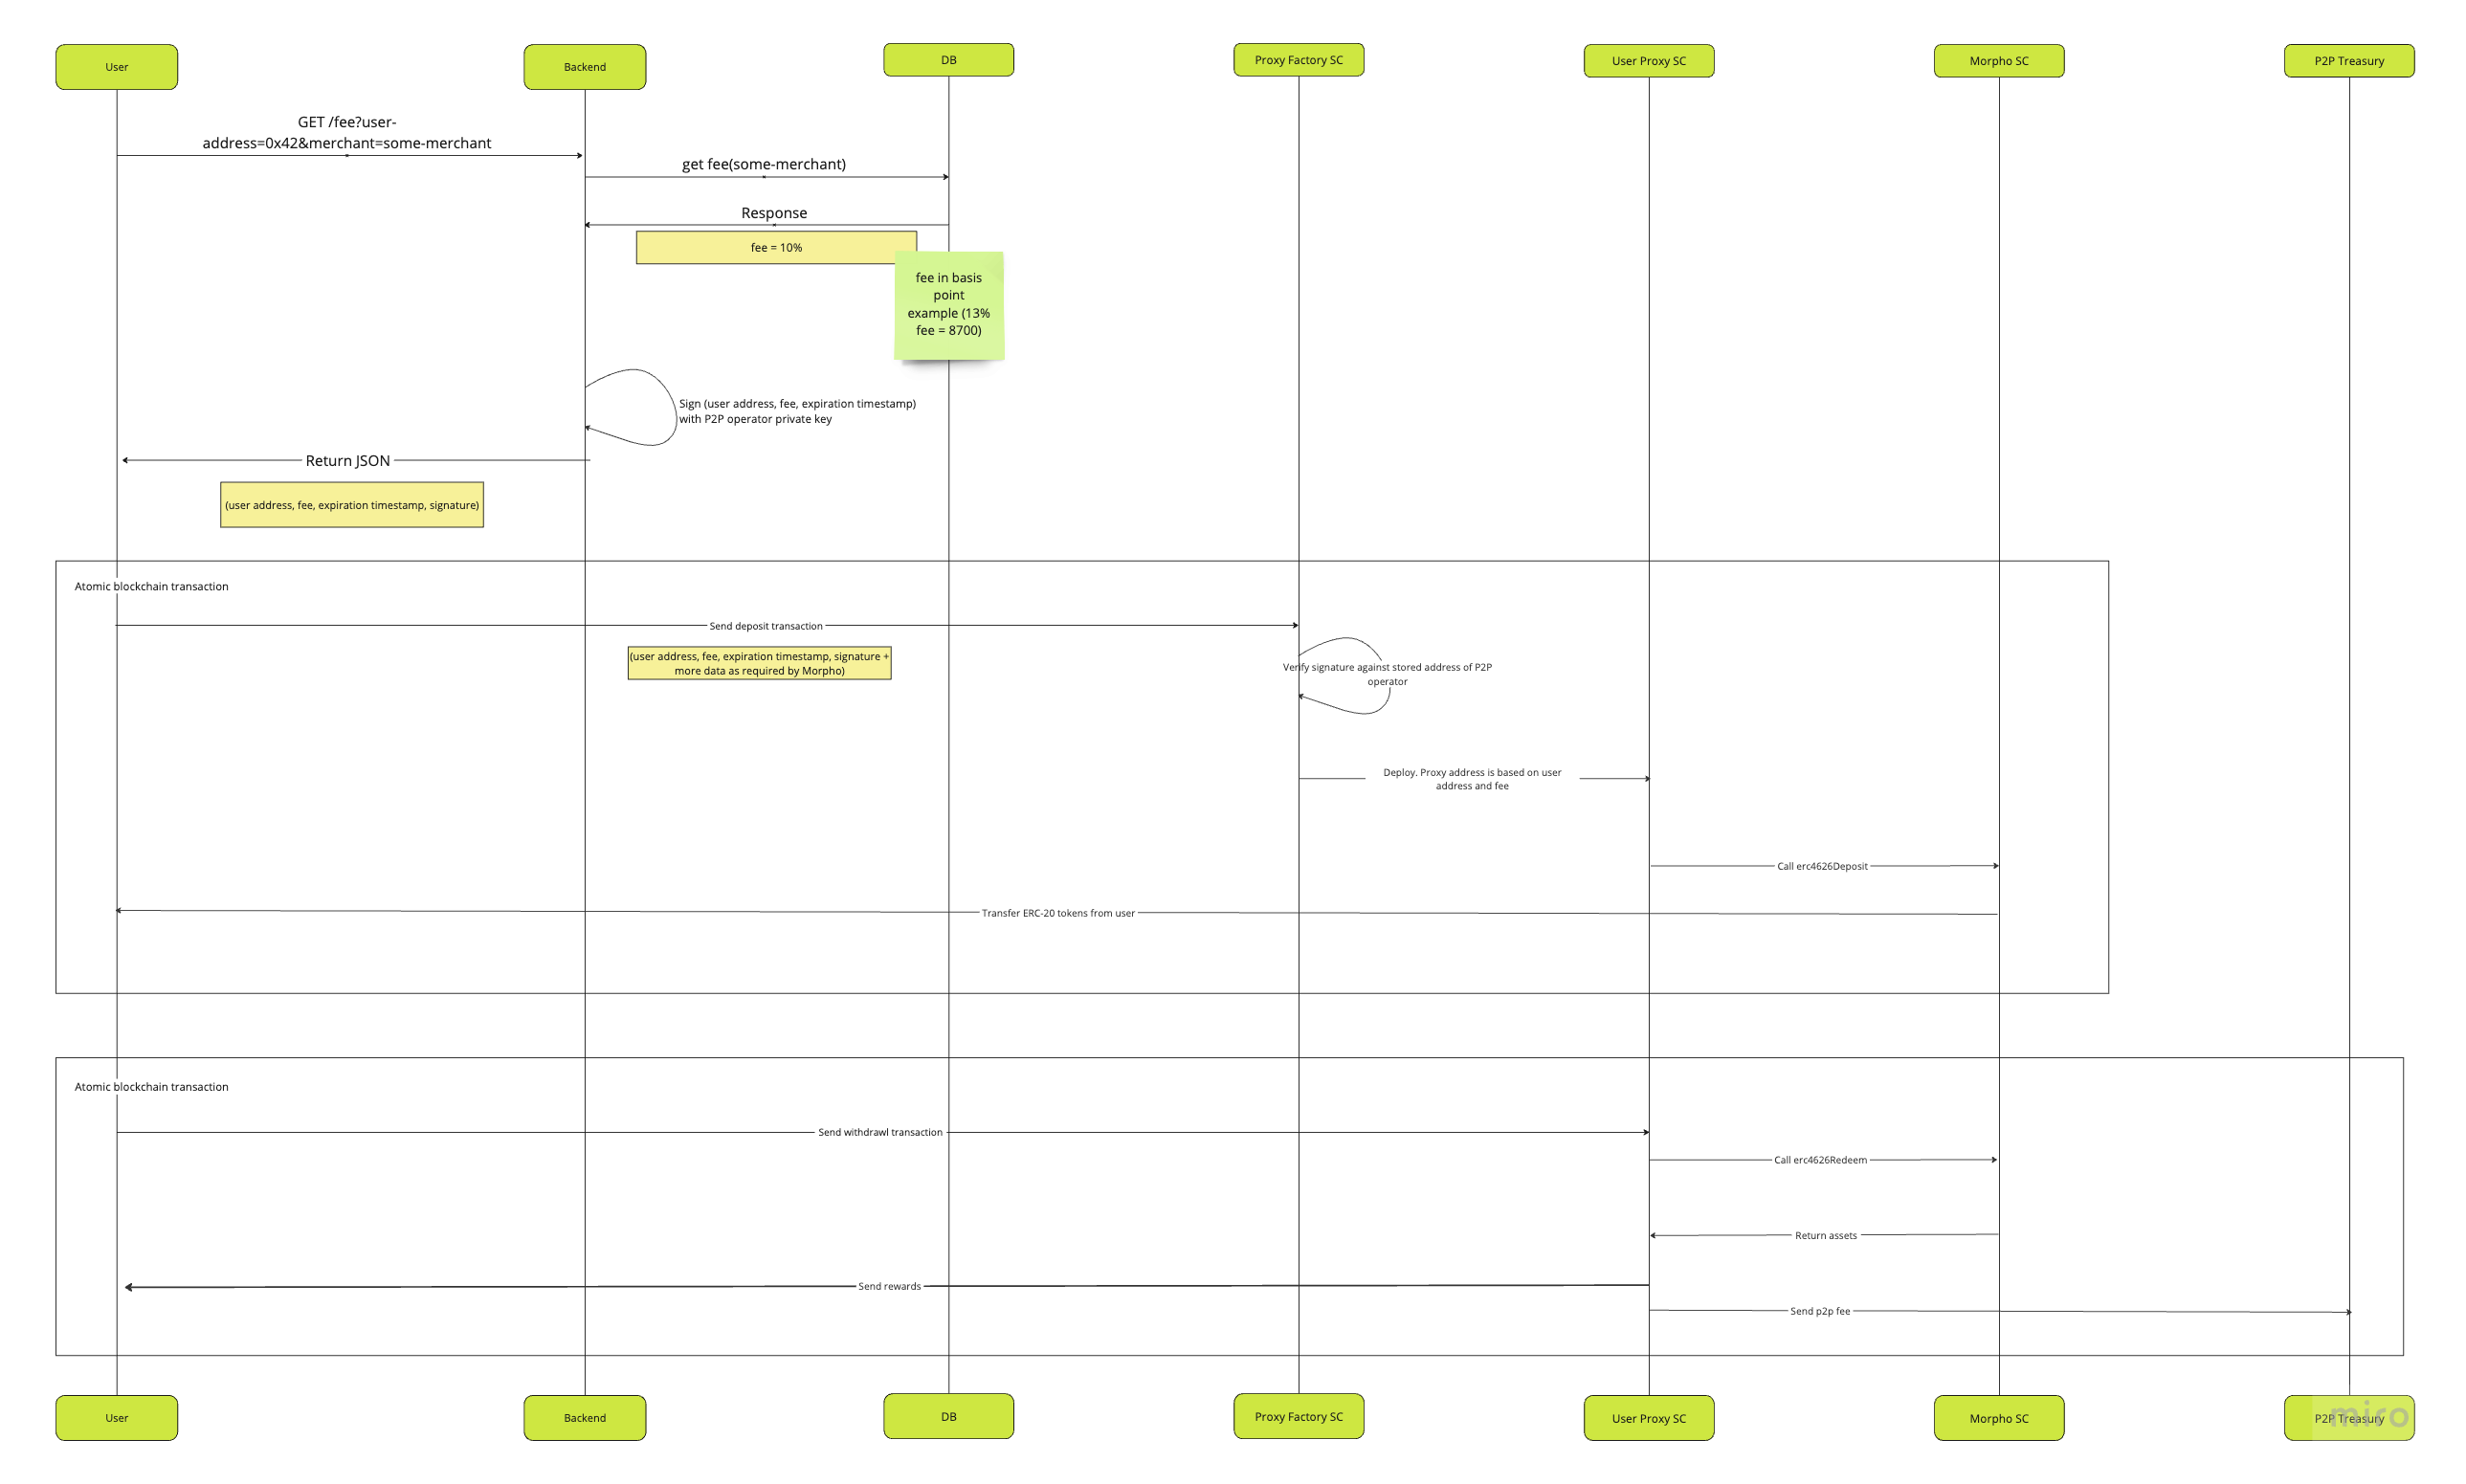 User
Backend
DB
Proxy Factory SC
User Proxy SC
Morpho SC
P2P Treasury
GET /fee?user-
address=0x42&merchant=some-merchant
get fee(some-merchant)
Response
fee = 10%
fee in basis
point
example (13%
fee = 8700)
Sign (user address, fee, expiration timestamp)
with P2P operator private key
Return JSON
(user address, fee, expiration timestamp, signature)
Atomic blockchain transaction
Send deposit transaction
(user address, fee, expiration timestamp, signature +
more data as required by Morpho)
Verify signature against stored address of P2P
operator
Deploy. Proxy address is based on user
address and fee
Call erc4626Deposit
Transfer ERC-20 tokens from user
Atomic blockchain transaction
Send withdrawl transaction
Call erc4626Redeem
Return assets
Send rewards
Send p2p fee
User
Backend
DB
Proxy Factory SC
User Proxy SC
Morpho SC
P2P Treasury
miro